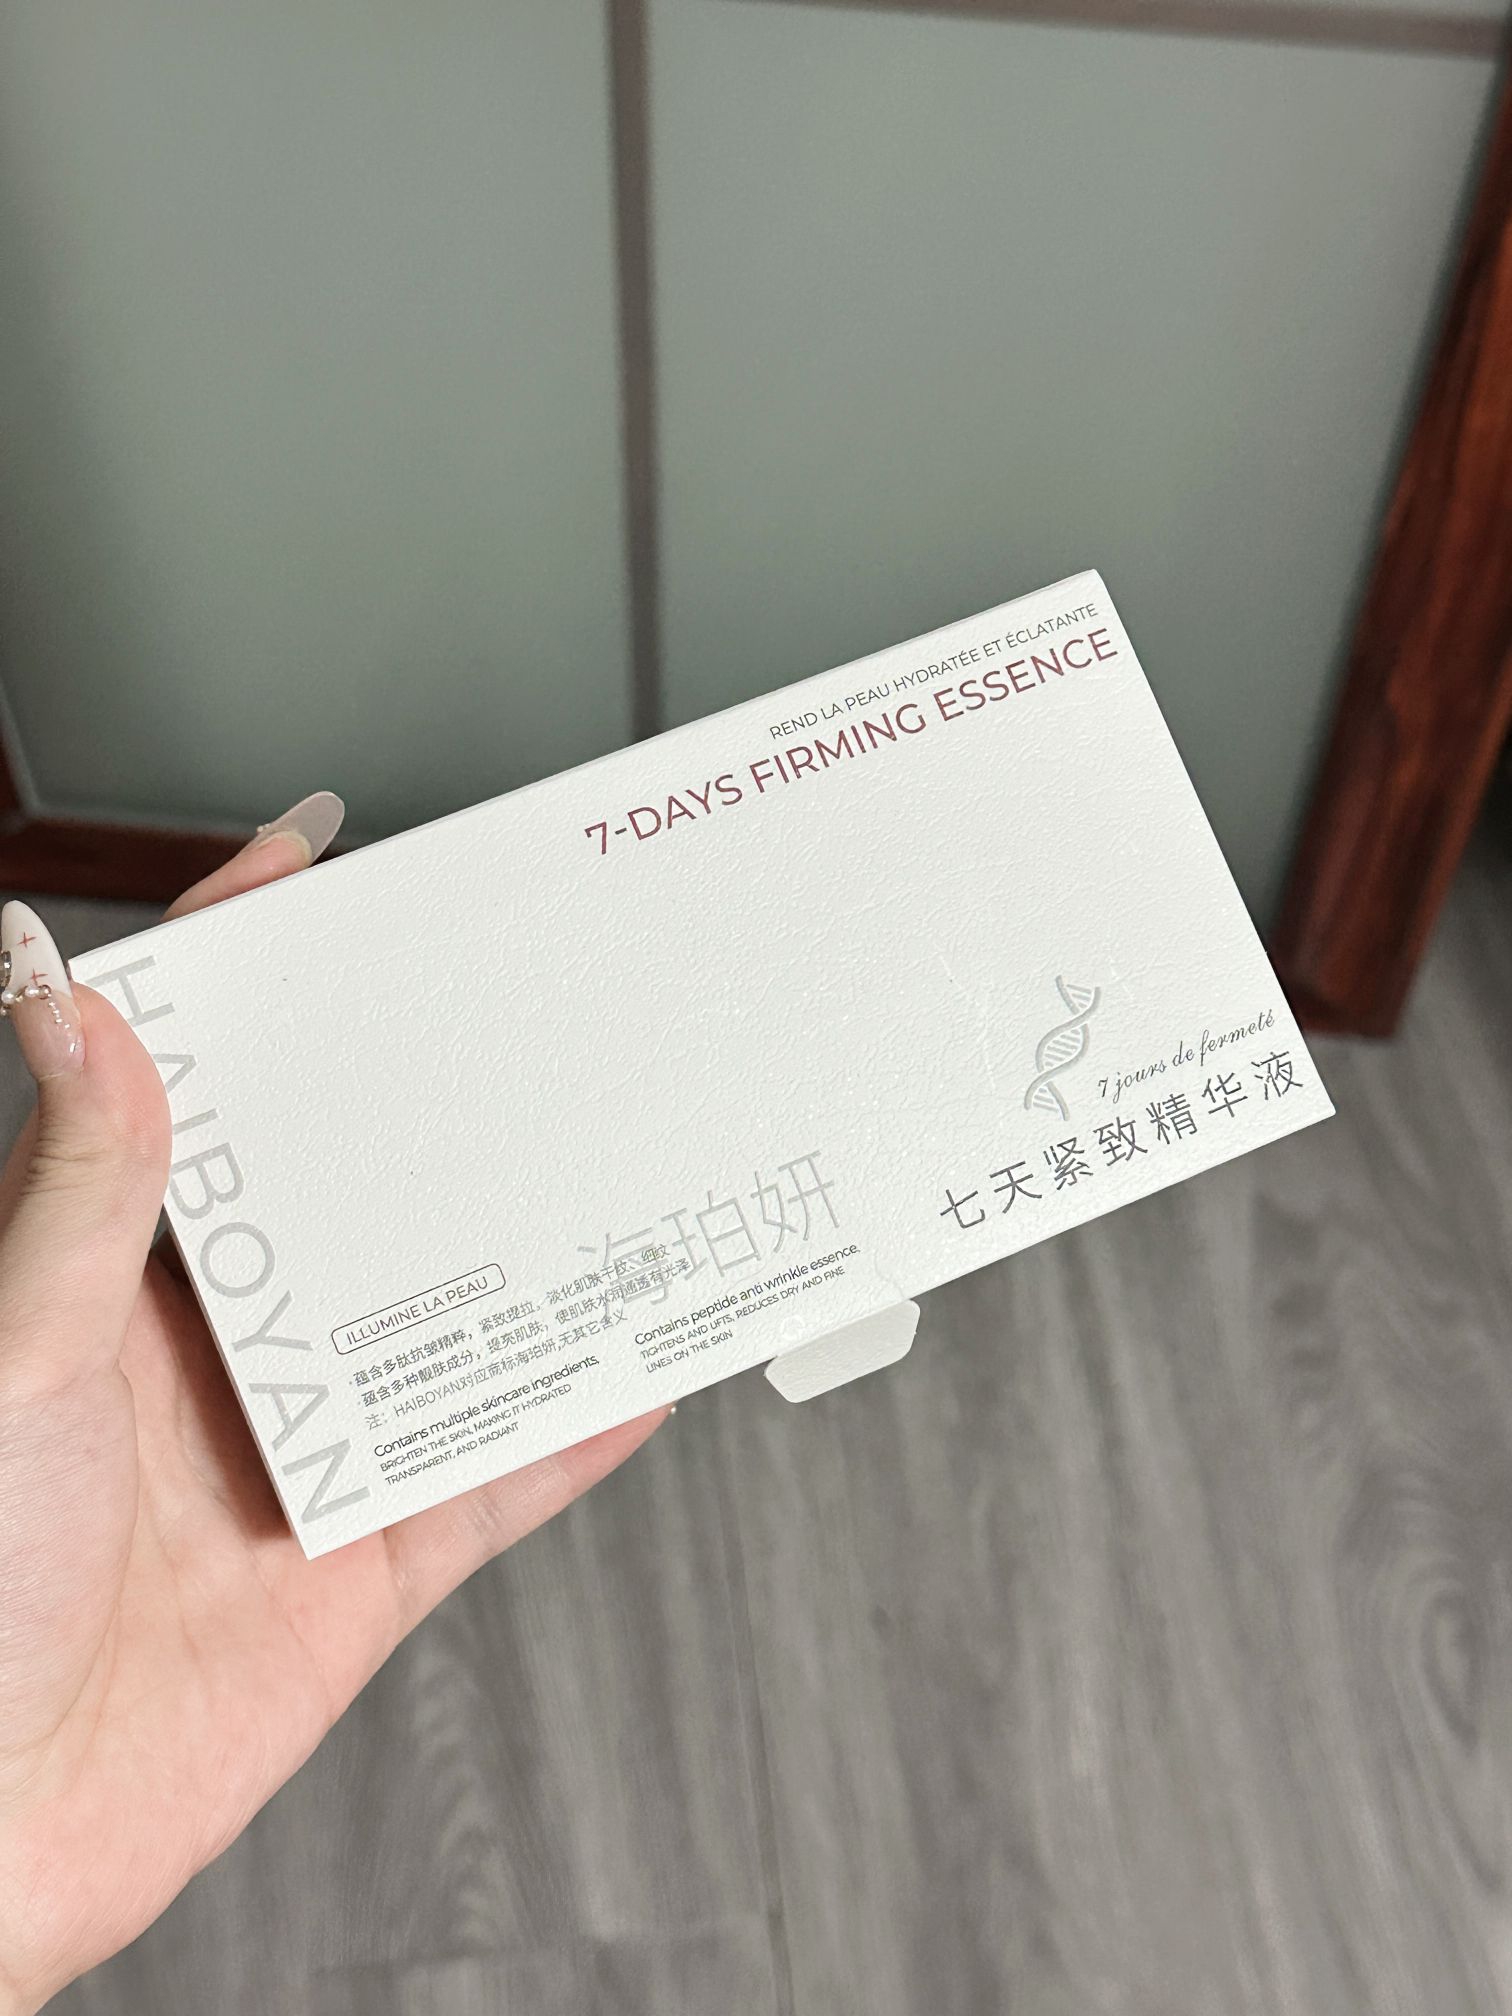 REND LA PEAU HYDRATÉE ET ÉCLATANTE
7-DAYS FIRMING ESSENCE
HAIBOYAN
7 jours de fermeté
七天紧致精华液
海珀妍
ILLUMINE LA PEAU
·蕴含多肽抗皱精粹，紧致提拉，淡化肌肤干纹、细纹
·蕴含多种靓肤成分，提亮肌肤，使肌肤水润通透有光泽
注：HAIBOYAN对应商标海珀妍,无其它含义
Contains multiple skincare ingredients,
BRIGHTEN THE SKIN, MAKING IT HYDRATED
TRANSPARENT, AND RADIANT
Contains peptide anti wrinkle essence,
TIGHTENS AND LIFTS, REDUCES DRY AND FINE
LINES ON THE SKIN